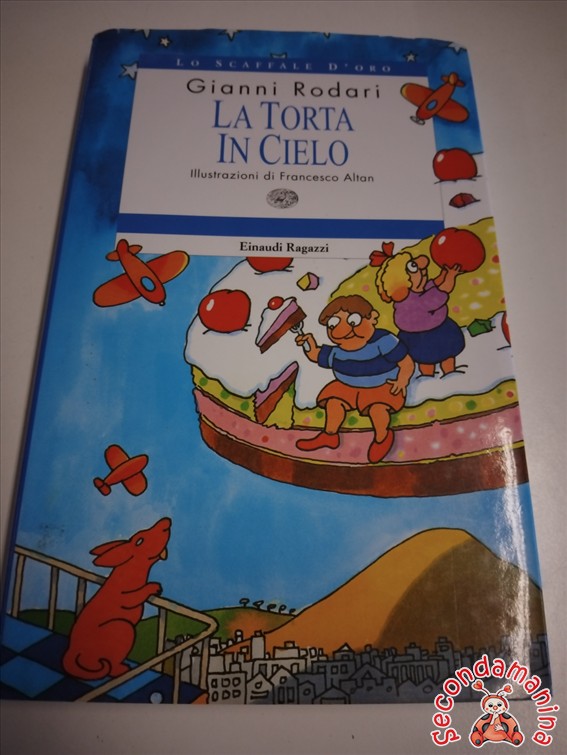 LO SCAFFALE D'ORO
Gianni Rodari
LA TORTA
IN CIELO
Illustrazioni di Francesco Altan
Einaudi Ragazzi
Secondamanina